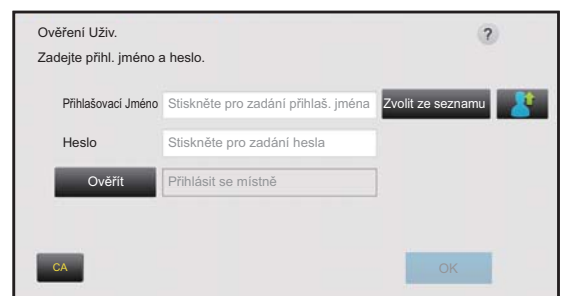 Ověření Uživ.
?
Zadejte přihl. jméno a heslo.
Přihlašovací Jméno Stiskněte pro zadání přihlaš. jména Zvolit ze seznamu
Heslo Stiskněte pro zadání hesla
Ověřit Přihlásit se místně
CA OK